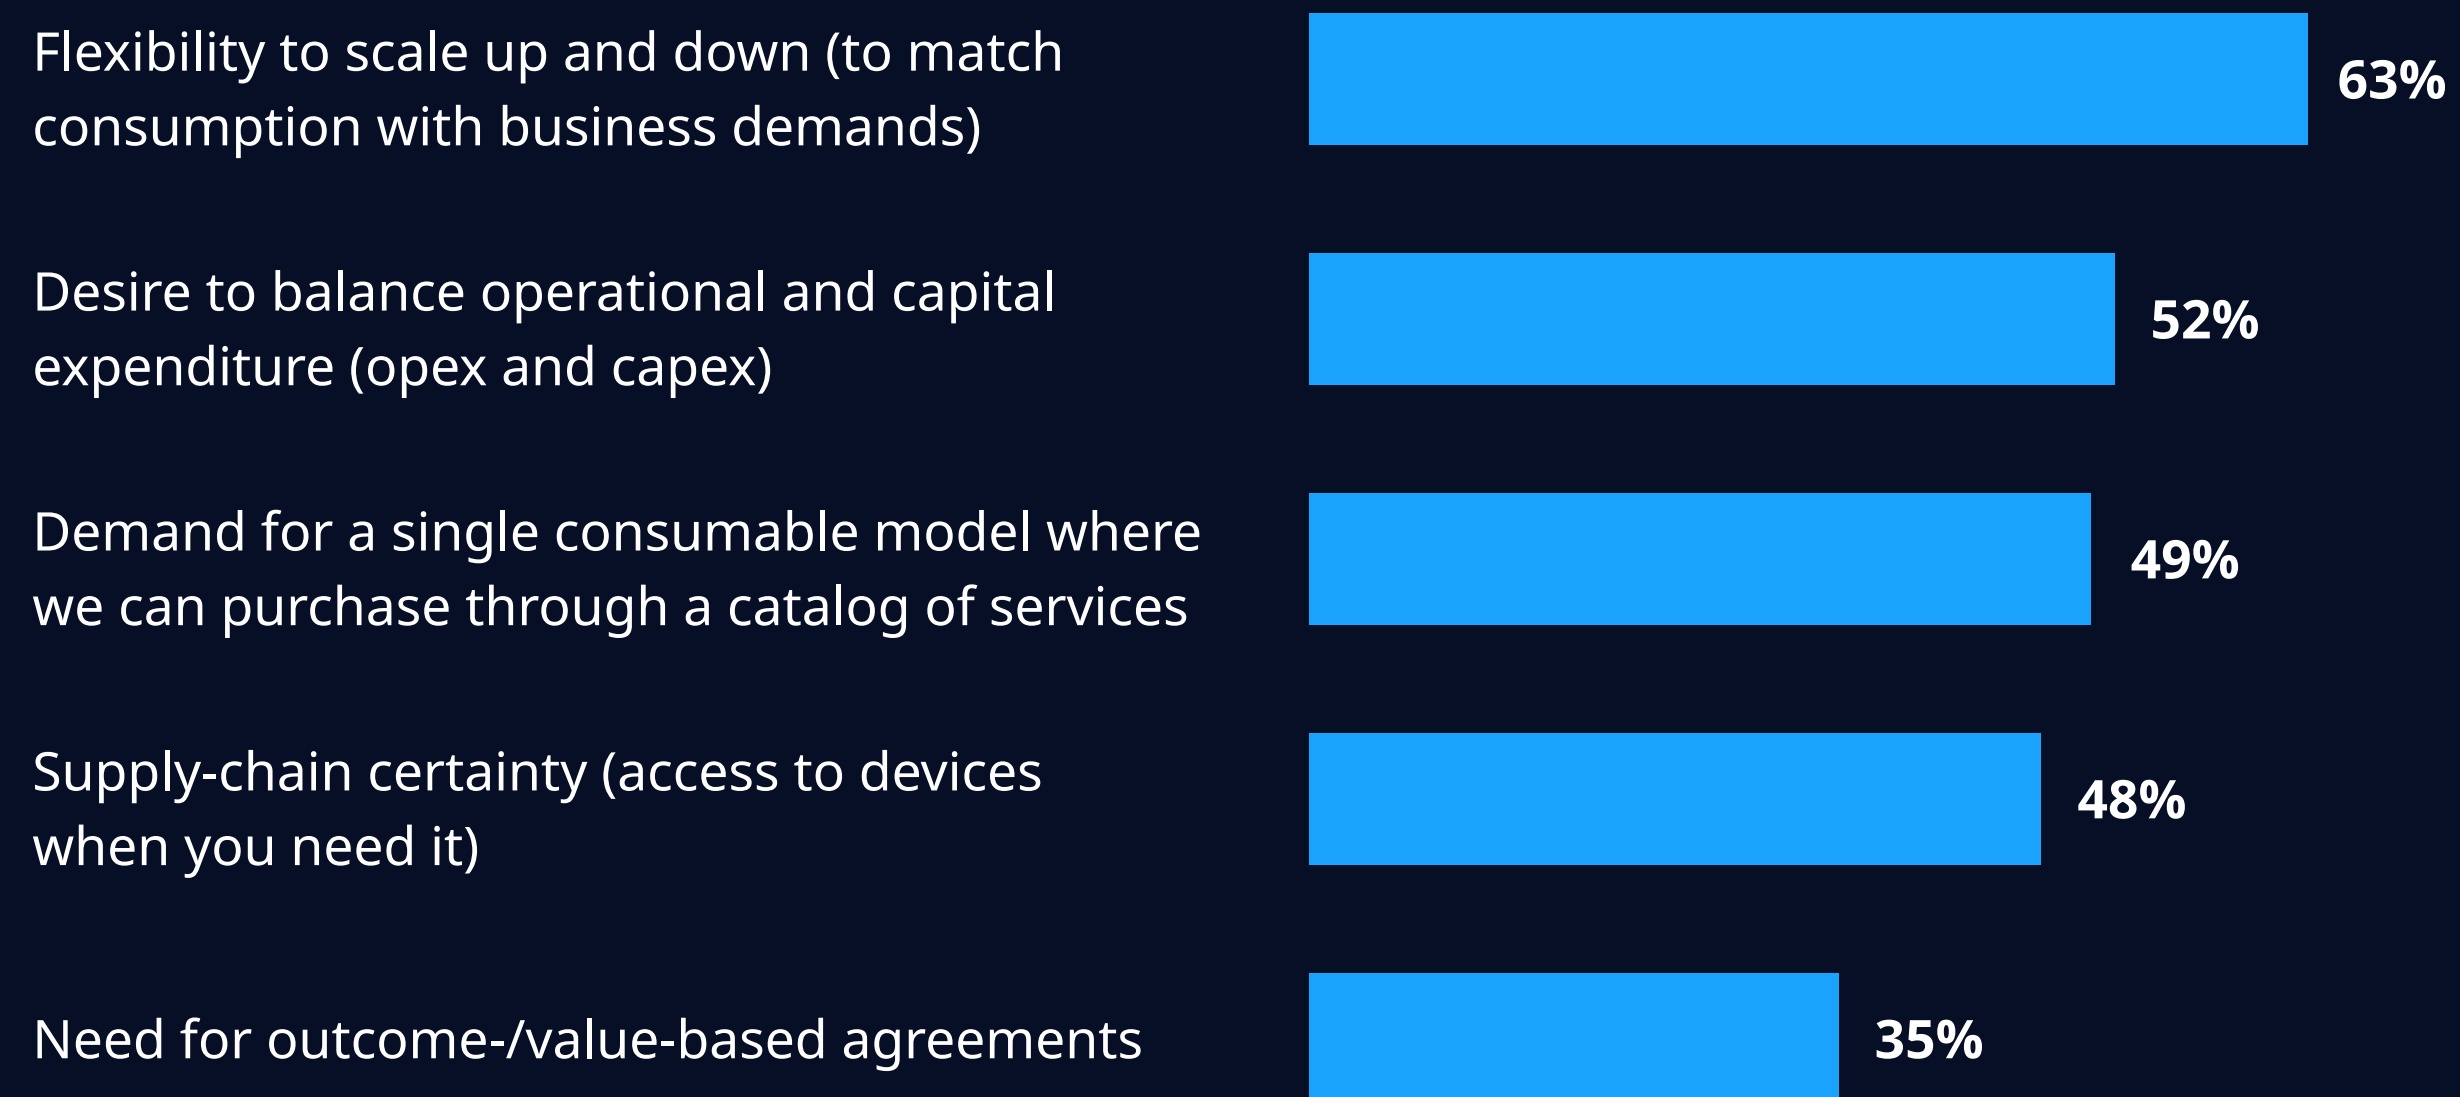 Flexibility to scale up and down (to match
consumption with business demands)
63%
Desire to balance operational and capital
expenditure (opex and capex)
52%
Demand for a single consumable model where
we can purchase through a catalog of services
49%
Supply-chain certainty (access to devices
when you need it)
48%
Need for outcome-/value-based agreements
35%